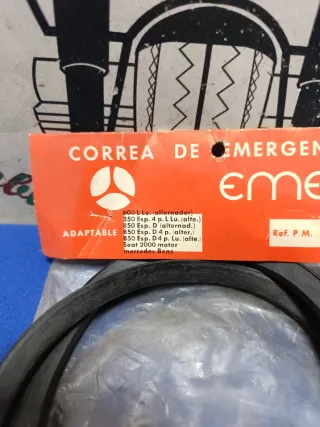 CORREA DE EMERGEN
eme
ADAPTABLE
600 L Lu. (alternador)
850 Esp. 4 p. L Lu. (alte.)
850 Esp. D (alternad.)
850 Esp. D 4 p. (alter.)
850 Esp. D4 p. Lu. (alte.)
Seat 2000 motor
mercedes Benz
Ref. P. M.